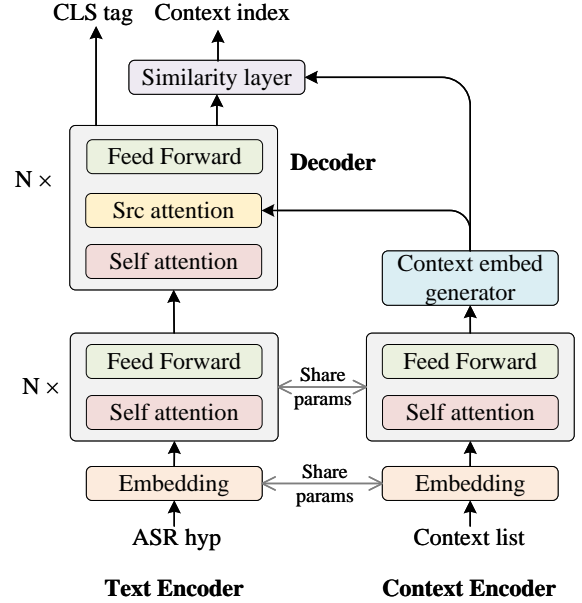 CLS tag
Context index
Similarity layer
Feed Forward
Decoder
N ×
Src attention
Self attention
Context embed
generator
Feed Forward
Share
params
Feed Forward
N ×
Self attention
Self attention
Embedding
Share
params
Embedding
ASR hyp
Context list
Text Encoder
Context Encoder